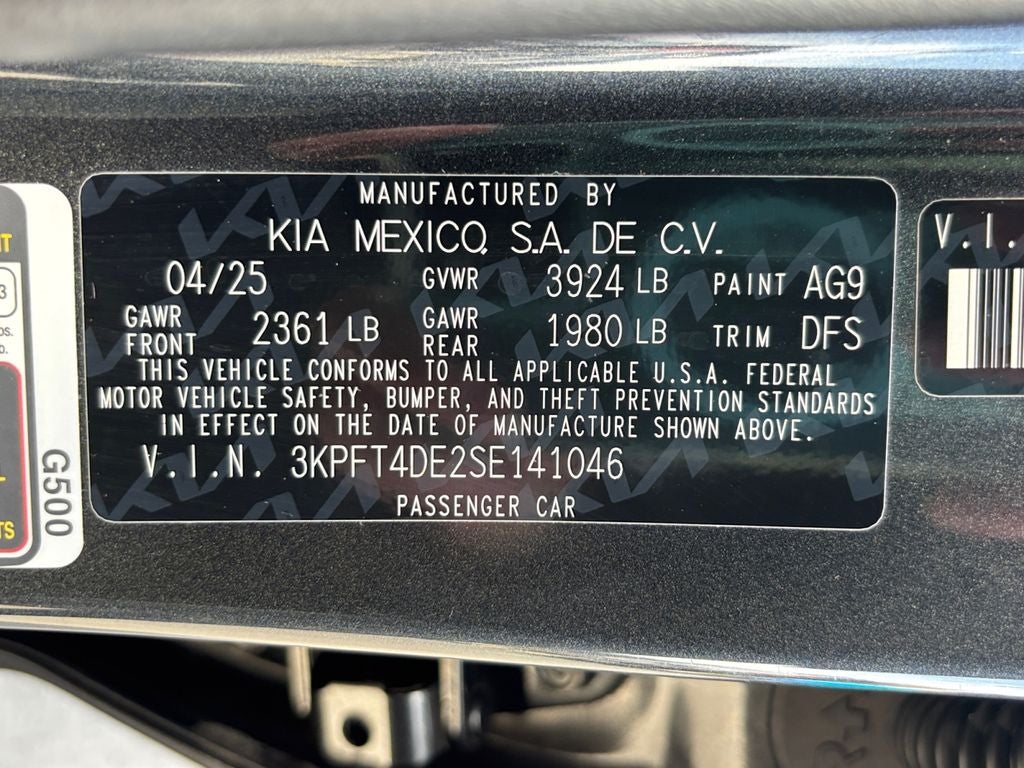 MANUFACTURED BY
KIA MEXICO, S.A. DE C.V.
04/25 GVWR 3924 LB PAINT AG9
GAWR FRONT 2361 LB GAWR REAR 1980 LB TRIM DFS
THIS VEHICLE CONFORMS TO ALL APPLICABLE U.S.A. FEDERAL
MOTOR VEHICLE SAFETY, BUMPER, AND THEFT PREVENTION STANDARDS
IN EFFECT ON THE DATE OF MANUFACTURE SHOWN ABOVE.
V.I.N. 3KPFT4DE2SE141046
PASSENGER CAR
G500
V.I.
3